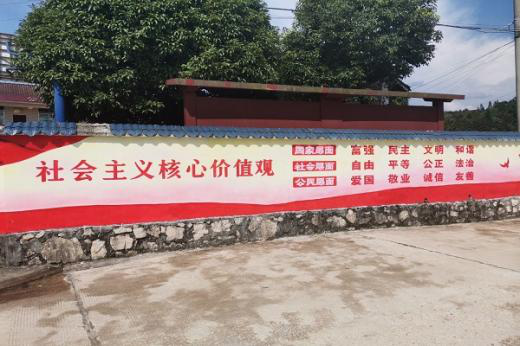 社会主义核心价值观
国家层面 富强 民主 文明 和谐
社会层面 自由 平等 公正 法治
公民层面 爱国 敬业 诚信 友善